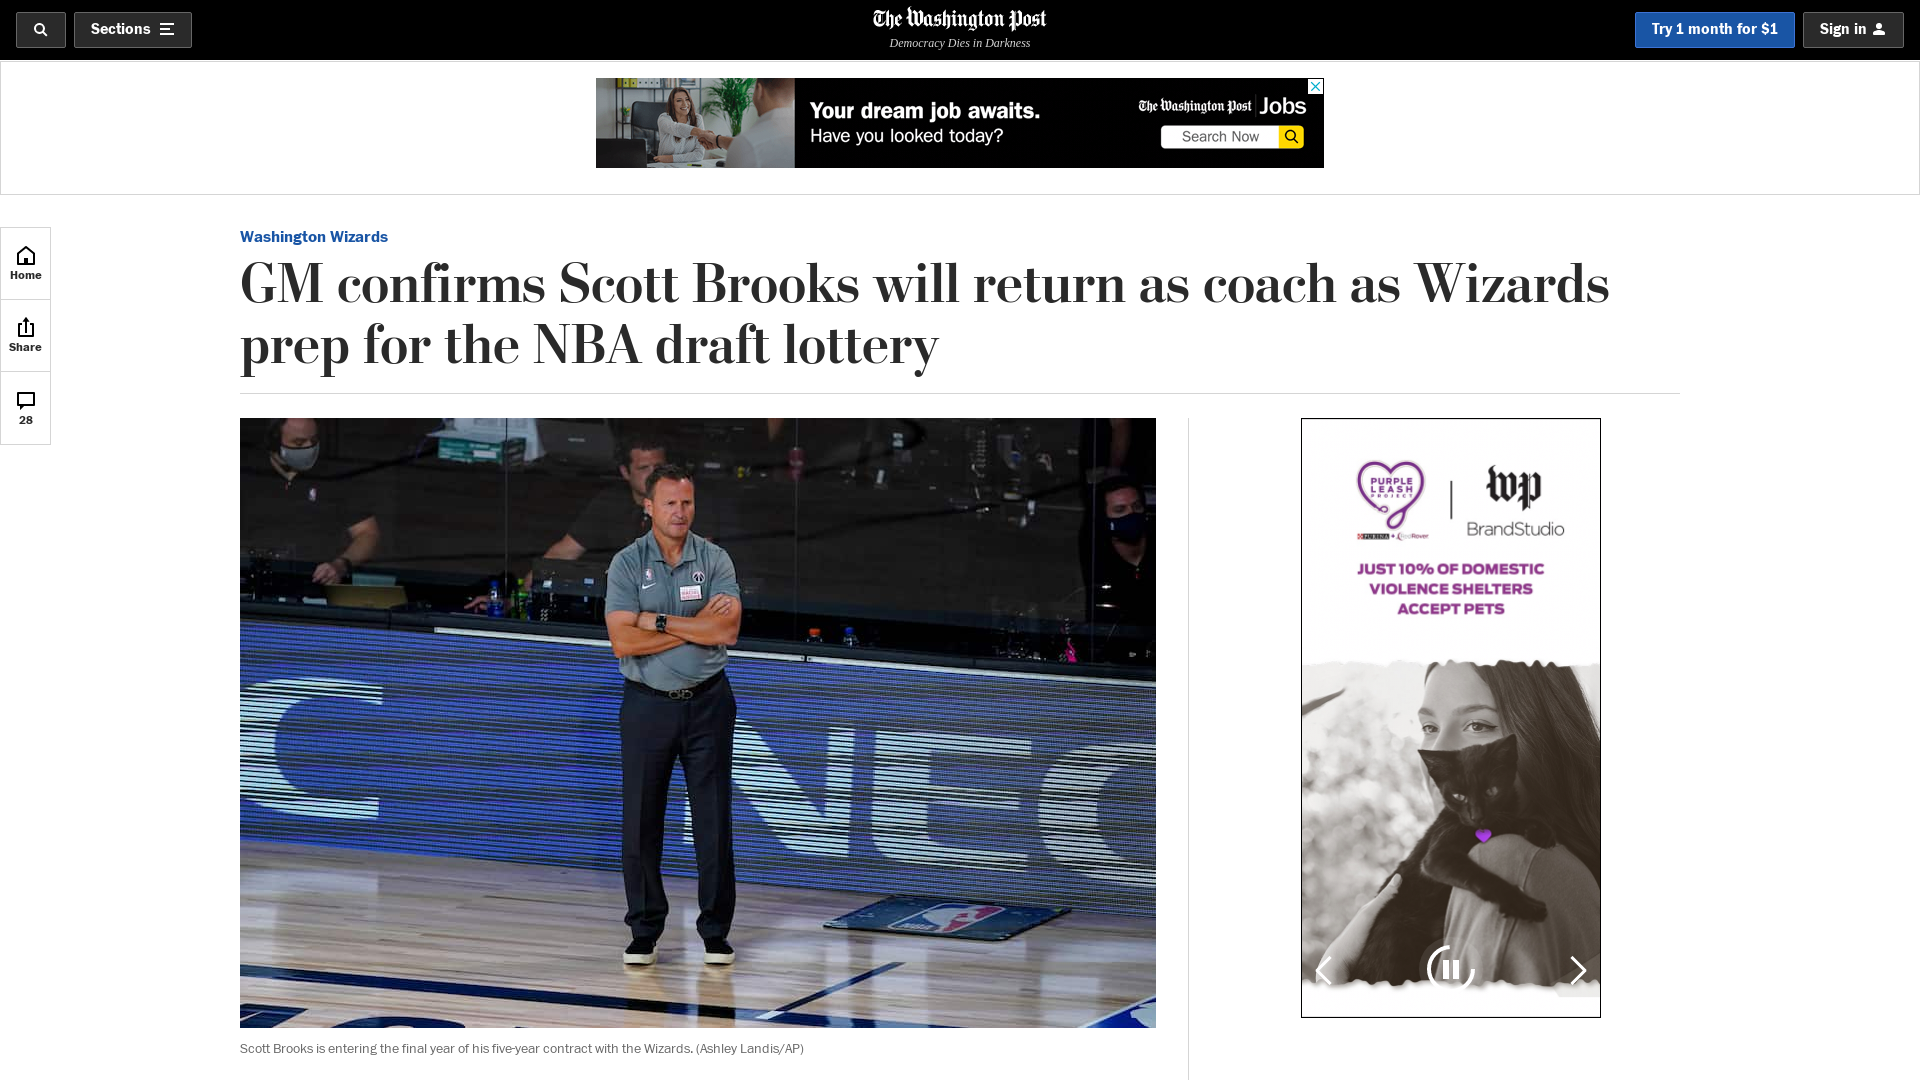 Sections
The Washington Post
Democracy Dies in Darkness
Try 1 month for $1
Sign in
Your dream job awaits.
Have you looked today?
The Washington Post Jobs
Search Now
Home
Share
28
Washington Wizards
GM confirms Scott Brooks will return as coach as Wizards
prep for the NBA draft lottery
NEC
Scott Brooks is entering the final year of his five-year contract with the Wizards. (Ashley Landis/AP)
PURPLE
LEASH
PROJECT
wp
BrandStudio
PURINA + RedRover
JUST 10% OF DOMESTIC
VIOLENCE SHELTERS
ACCEPT PETS